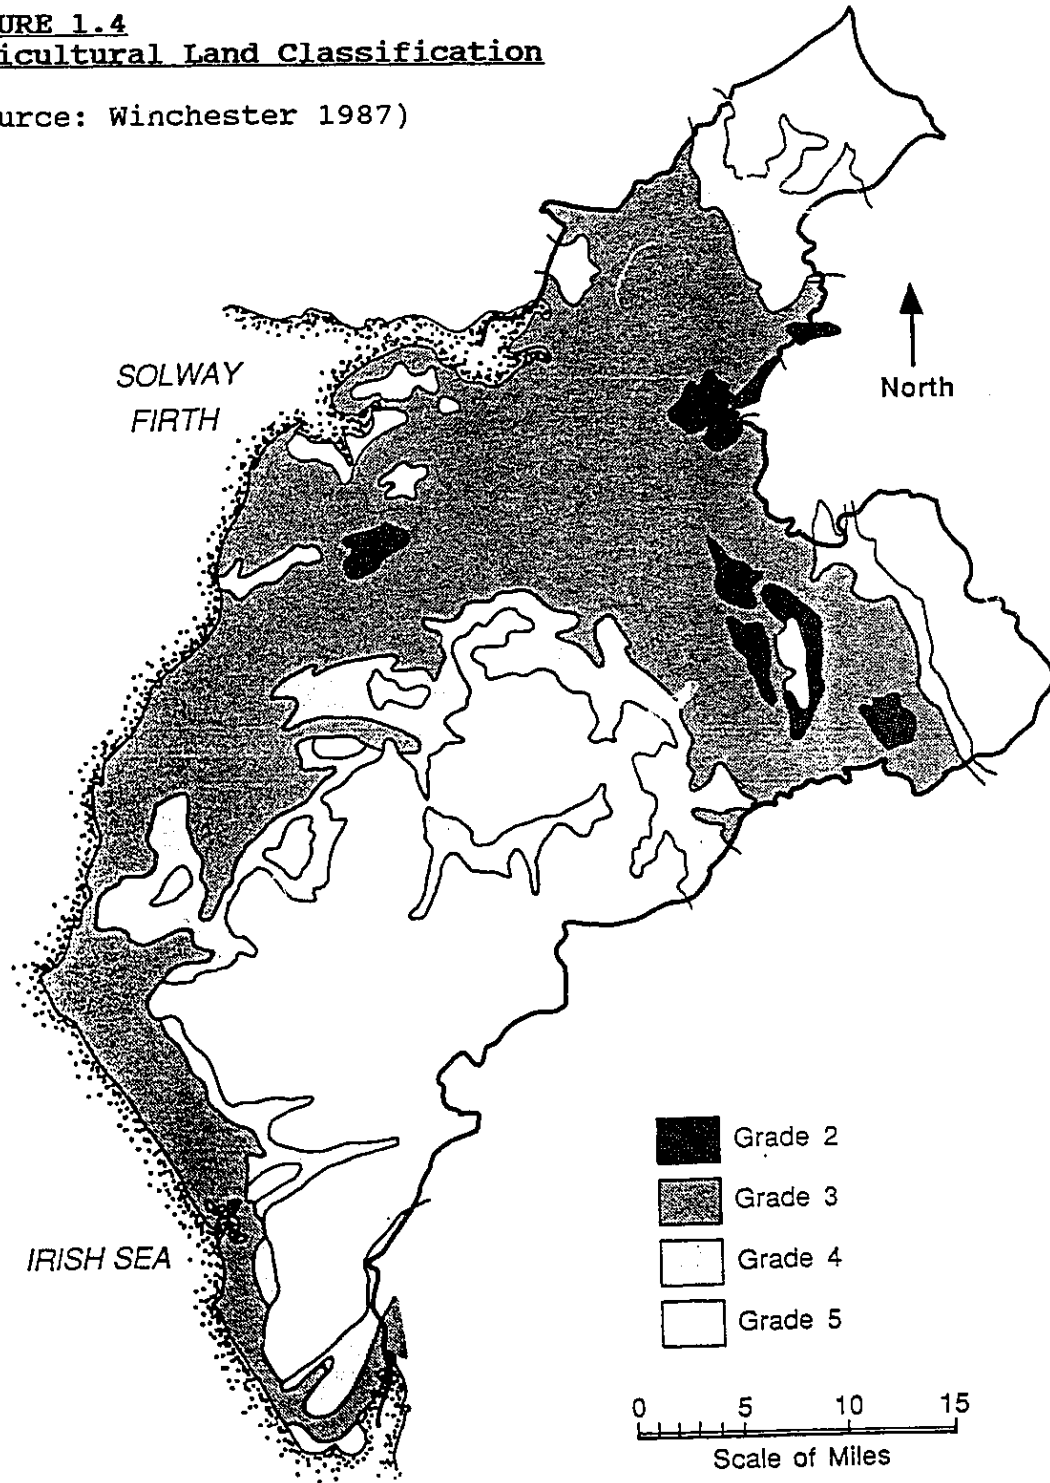 URE 1.4
icultural Land Classification
urce: Winchester 1987)
SOLWAY
FIRTH
North
IRISH SEA
Grade 2
Grade 3
Grade 4
Grade 5
0 5 10 15
Scale of Miles